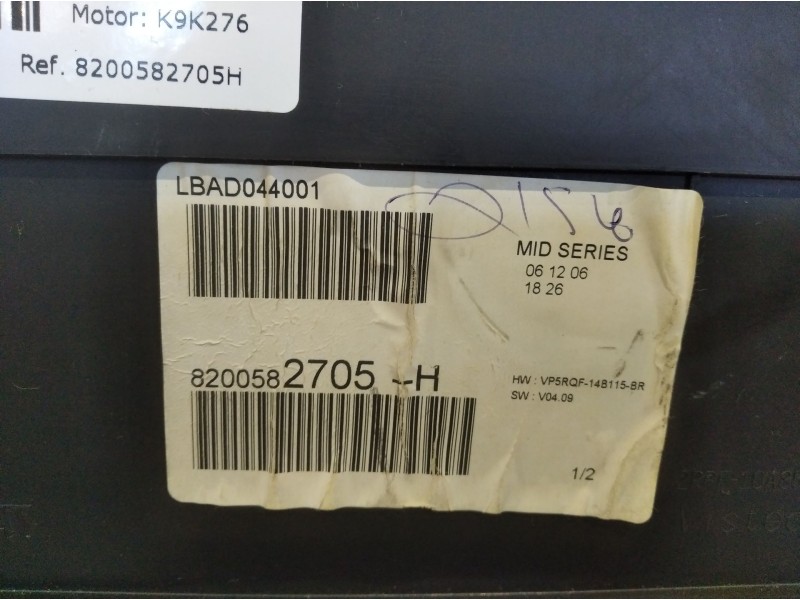 Motor: K9K276
Ref. 8200582705H
LBAD044001
MID SERIES
06 12 06
18 26
8200582705--H
HW : VP5RQF-14B115-BR
SW : V04.09
1/2